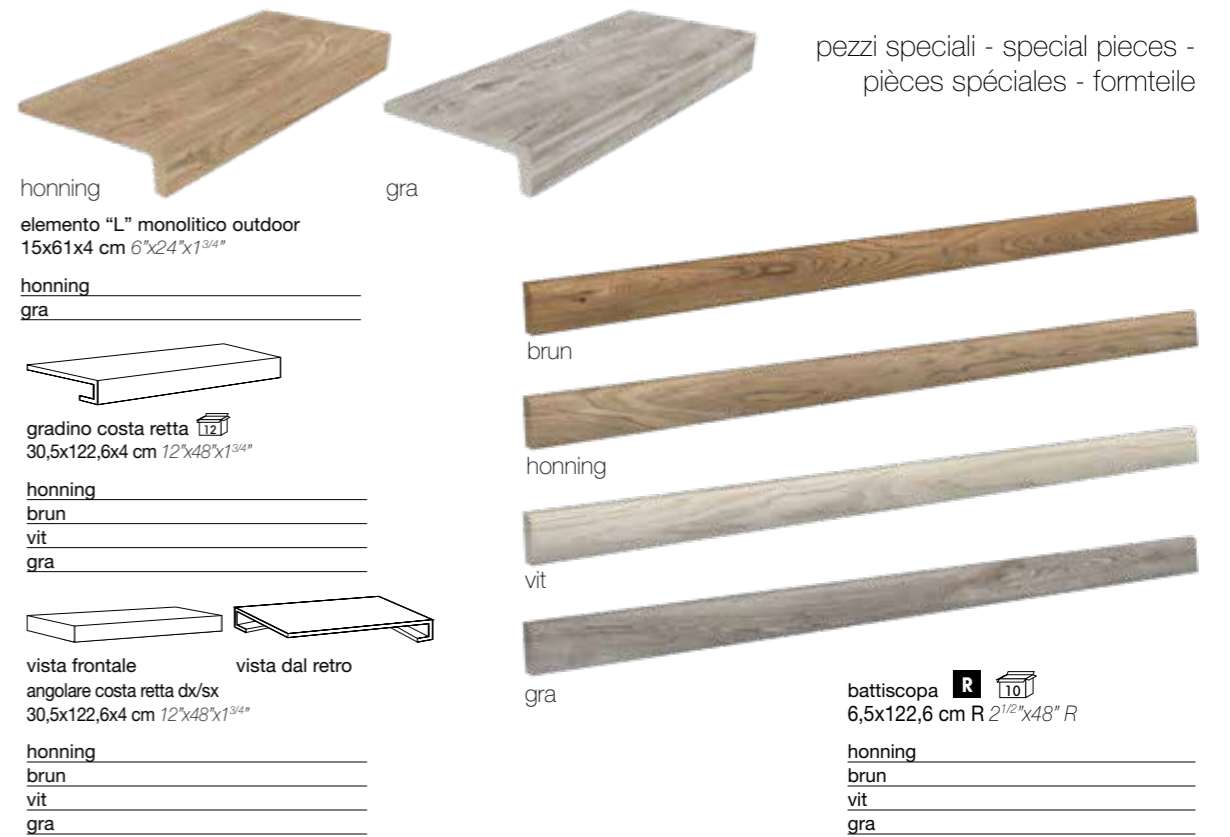 pezzi speciali - special pieces -
pièces spéciales - formteile
honning
gra
elemento “L” monolitico outdoor
15x61x4 cm 6"x24"x1 3/4"
honning
gra
gradino costa retta 12
30,5x122,6x4 cm 12"x48"x1 3/4"
honning
brun
vit
gra
vista frontale
vista dal retro
angolare costa retta dx/sx
30,5x122,6x4 cm 12"x48"x1 3/4"
honning
brun
vit
gra
brun
honning
vit
gra
battiscopa R 10
6,5x122,6 cm R 2 1/2"x48" R
honning
brun
vit
gra